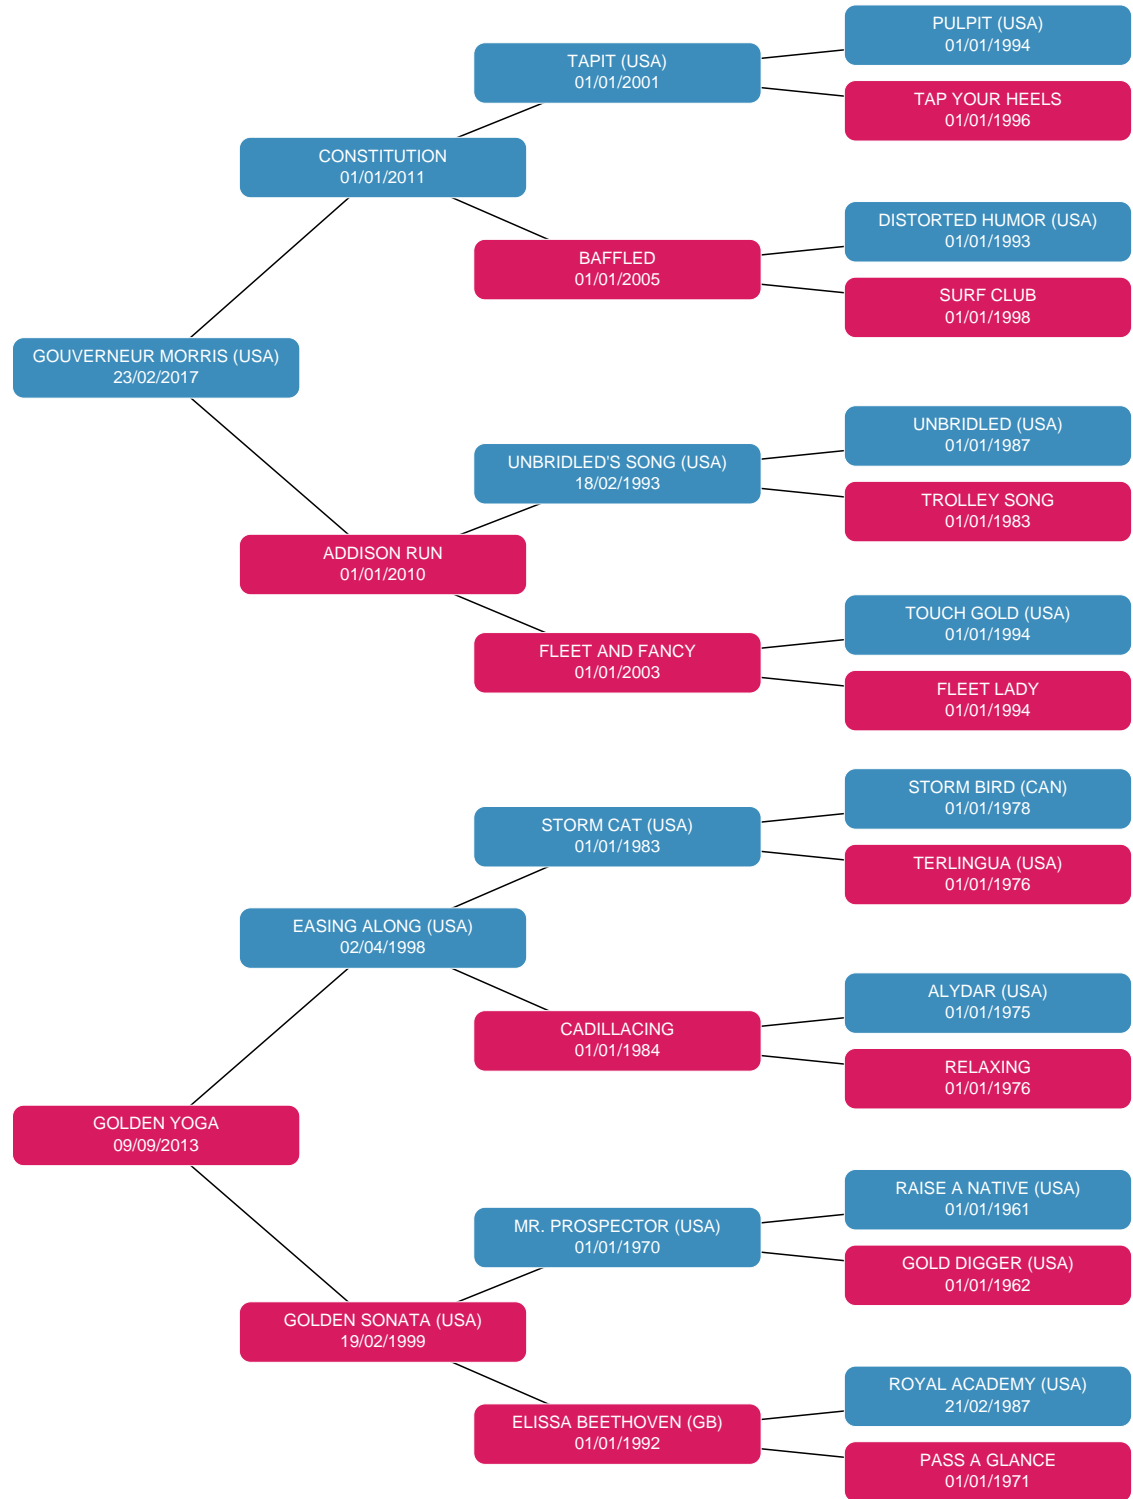 PULPIT (USA)
01/01/1994
TAPIT (USA)
01/01/2001
TAP YOUR HEELS
01/01/1996
CONSTITUTION
01/01/2011
DISTORTED HUMOR (USA)
01/01/1993
BAFFLED
01/01/2005
SURF CLUB
01/01/1998
GOUVERNEUR MORRIS (USA)
23/02/2017
UNBRIDLED (USA)
01/01/1987
UNBRIDLED'S SONG (USA)
18/02/1993
TROLLEY SONG
01/01/1983
ADDISON RUN
01/01/2010
TOUCH GOLD (USA)
01/01/1994
FLEET AND FANCY
01/01/2003
FLEET LADY
01/01/1994
STORM BIRD (CAN)
01/01/1978
STORM CAT (USA)
01/01/1983
TERLINGUA (USA)
01/01/1976
EASING ALONG (USA)
02/04/1998
ALYDAR (USA)
01/01/1975
CADILLACING
01/01/1984
RELAXING
01/01/1976
GOLDEN YOGA
09/09/2013
RAISE A NATIVE (USA)
01/01/1961
MR. PROSPECTOR (USA)
01/01/1970
GOLD DIGGER (USA)
01/01/1962
GOLDEN SONATA (USA)
19/02/1999
ROYAL ACADEMY (USA)
21/02/1987
ELISSA BEETHOVEN (GB)
01/01/1992
PASS A GLANCE
01/01/1971